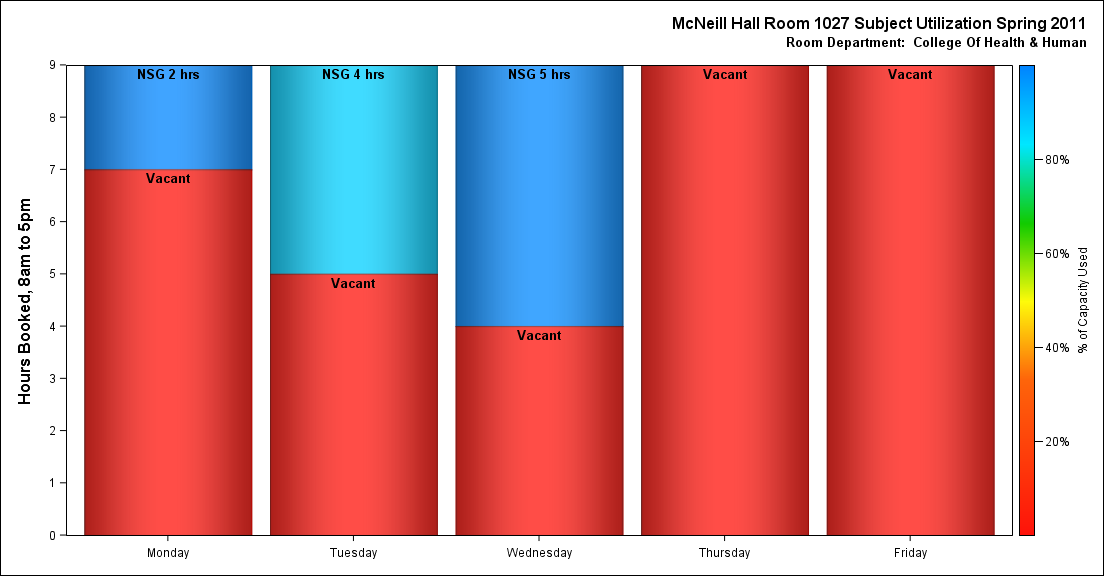 McNeill Hall Room 1027 Subject Utilization Spring 2011
Room Department:  College Of Health & Human
Hours Booked, 8am to 5pm
9
8
7
6
5
4
3
2
1
0
NSG 2 hrs
Vacant
NSG 4 hrs
Vacant
NSG 5 hrs
Vacant
Vacant
Vacant
Monday
Tuesday
Wednesday
Thursday
Friday
80%
60%
40%
20%
% of Capacity Used